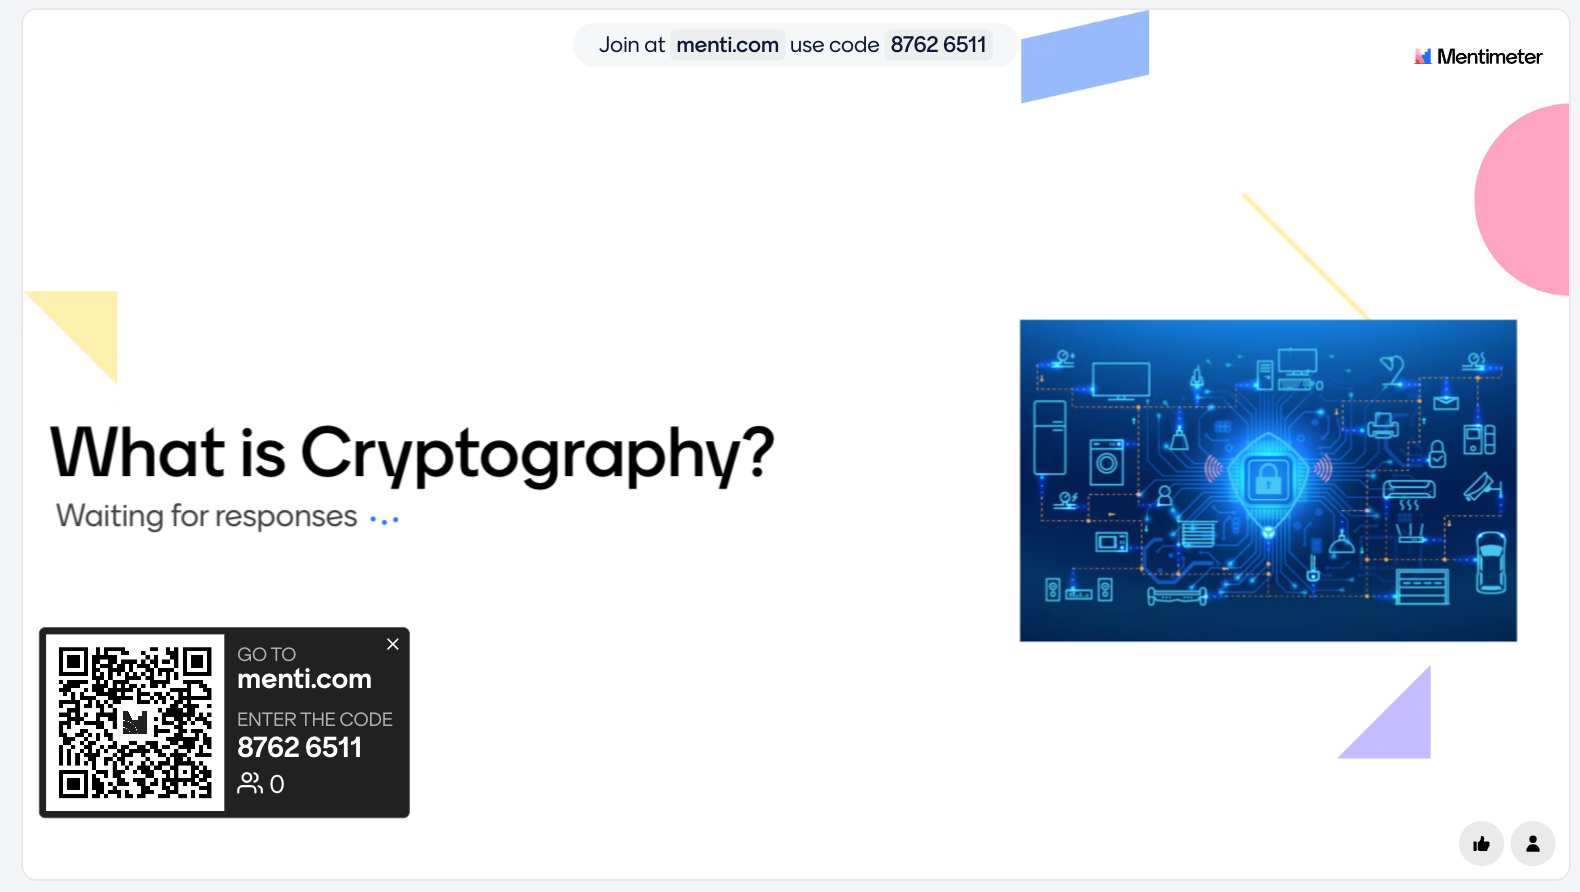 Join at menti.com use code 8762 6511
Mentimeter
What is Cryptography?
Waiting for responses
GO TO
menti.com
ENTER THE CODE
8762 6511
0